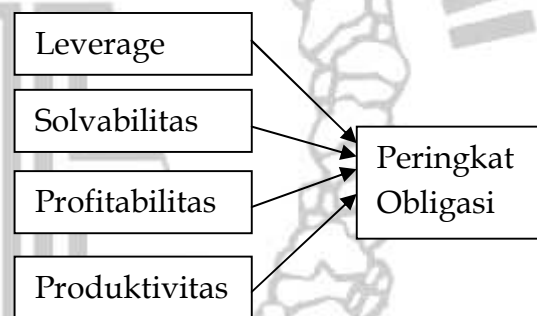 Leverage
Solvabilitas
Profitabilitas
Produktivitas
Peringkat
Obligasi